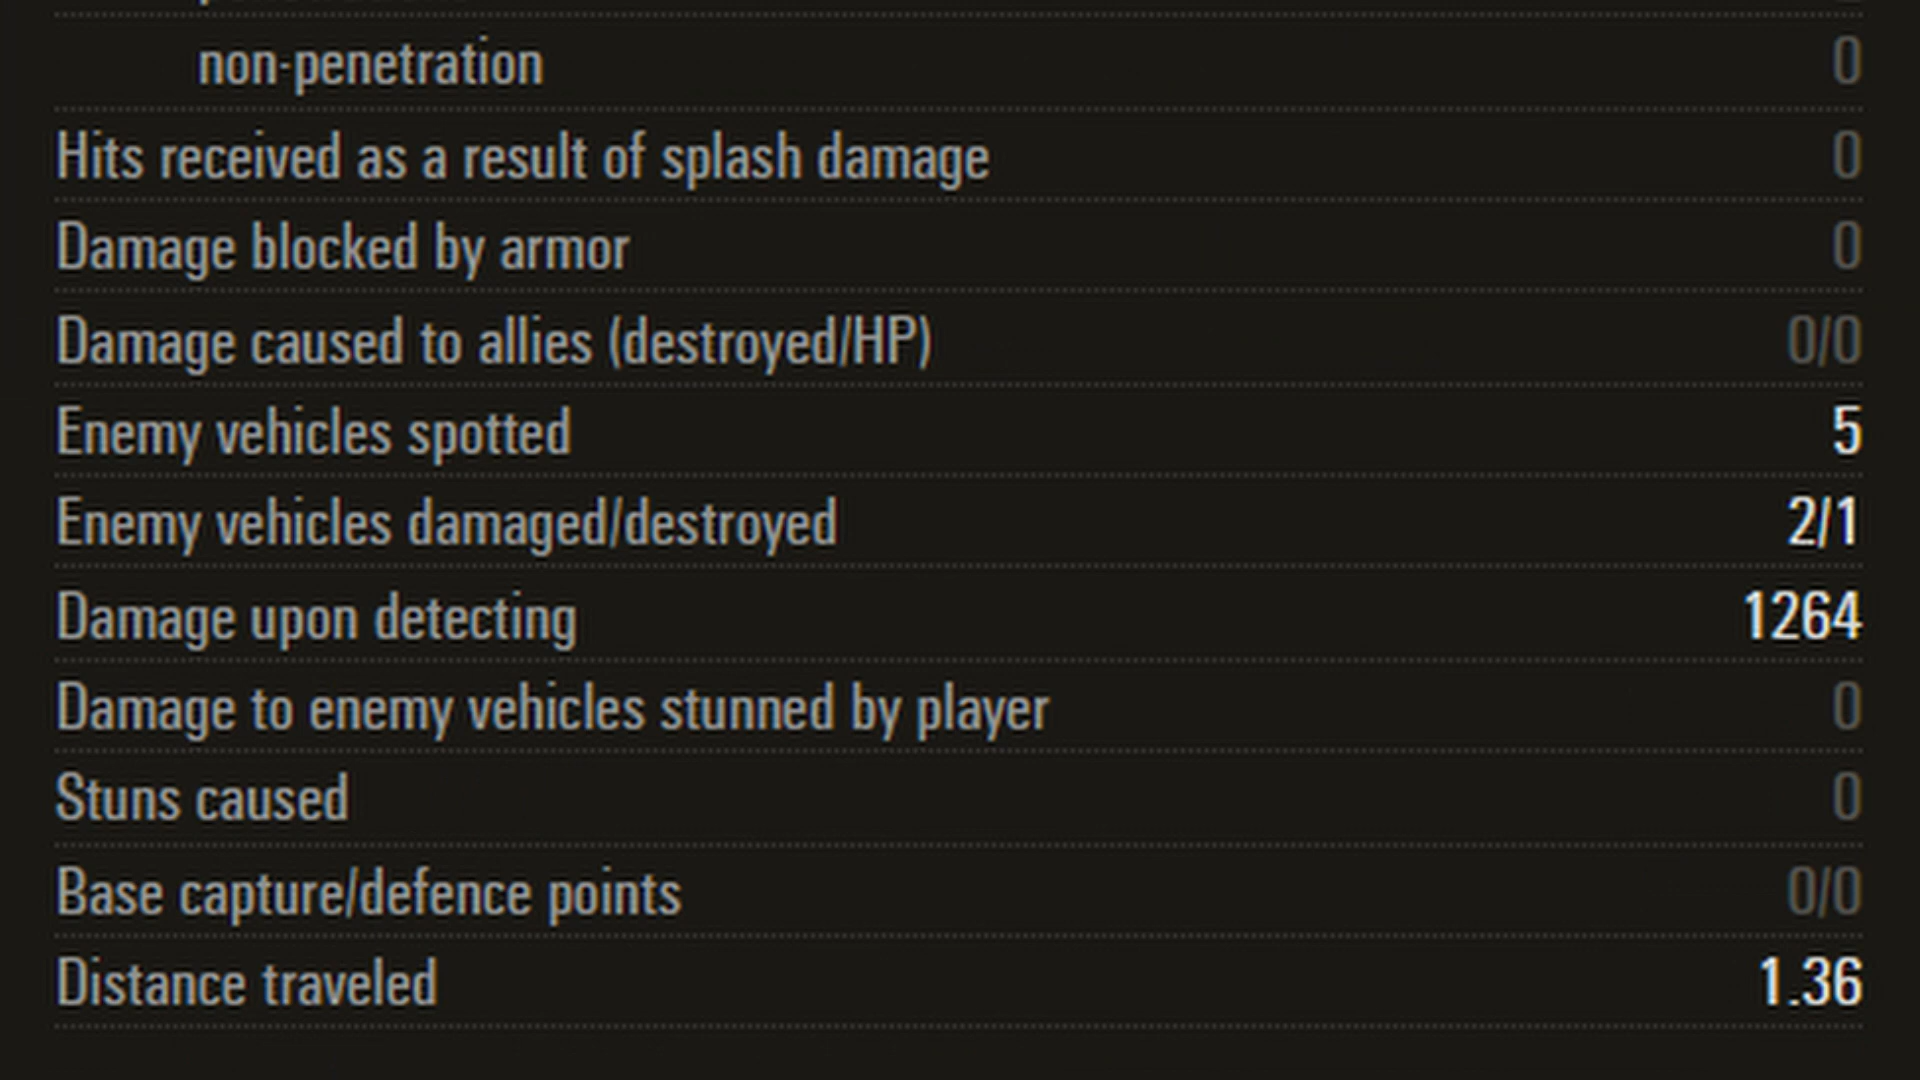 non-penetration 0
Hits received as a result of splash damage 0
Damage blocked by armor 0
Damage caused to allies (destroyed/HP) 0/0
Enemy vehicles spotted 5
Enemy vehicles damaged/destroyed 2/1
Damage upon detecting 1264
Damage to enemy vehicles stunned by player 0
Stuns caused 0
Base capture/defence points 0/0
Distance traveled 1.36